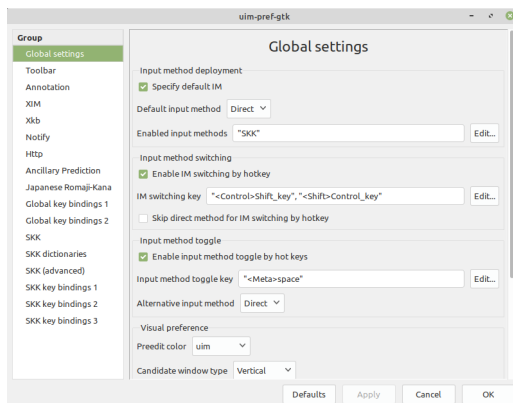 uim-pref-gtk
Group
Global settings
Toolbar
Annotation
XIM
Xkb
Notify
Http
Ancillary Prediction
Japanese Romaji-Kana
Global key bindings 1
Global key bindings 2
SKK
SKK dictionaries
SKK (advanced)
SKK key bindings 1
SKK key bindings 2
SKK key bindings 3
Global settings
Input method deployment
Specify default IM
Default input method Direct
Enabled input methods "SKK" Edit...
Input method switching
Enable IM switching by hotkey
IM switching key "<Control>Shift_key", "<Shift>Control_key" Edit...
Skip direct method for IM switching by hotkey
Input method toggle
Enable input method toggle by hot keys
Input method toggle key "<Meta>space" Edit...
Alternative input method Direct
Visual preference
Preedit color uim
Candidate window type Vertical
Defaults Apply Cancel OK